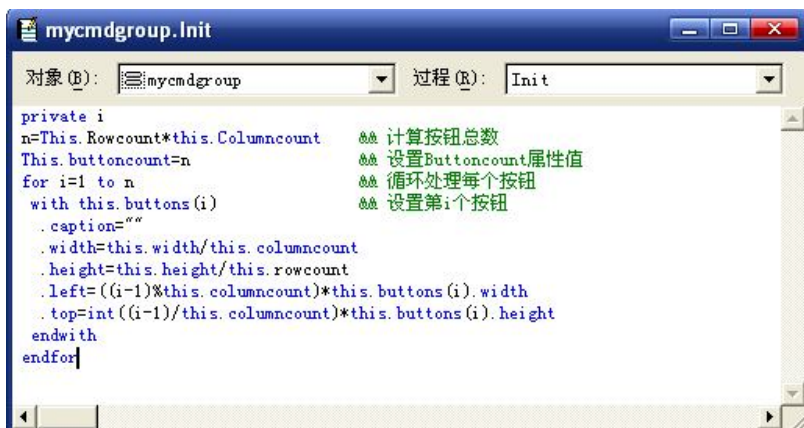 mycmdgroup.Init
对象(B): mycmdgroup 过程(R): Init
private i
n=This.Rowcount*this.Columncount && 计算按钮总数
This.buttoncount=n && 设置Buttoncount属性值
for i=1 to n && 循环处理每个按钮
with this.buttons(i) && 设置第i个按钮
.caption=""
.width=this.width/this.columncount
.height=this.height/this.rowcount
.left=((i-1)%this.columncount)*this.buttons(i).width
.top=int((i-1)/this.columncount)*this.buttons(i).height
endwith
endfor